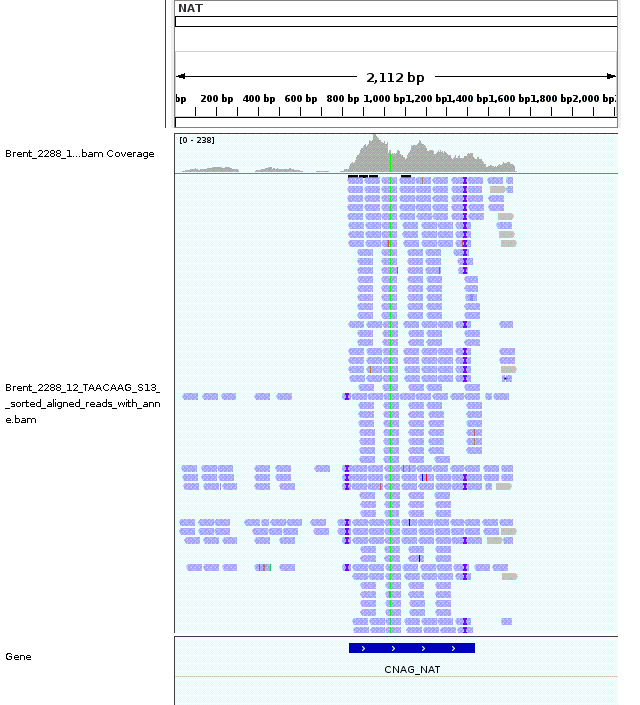 NAT
2,112 bp
bp 200 bp 400 bp 600 bp 800 bp 1,000 bp 1,200 bp 1,400 bp 1,600 bp 1,800 bp 2,000 bp
[0 - 238]
Brent_2288_1...bam Coverage
Brent_2288_12_TAACAAG_S18_
_sorted_aligned_reads_with_ann
e.bam
Gene
CNAG_NAT